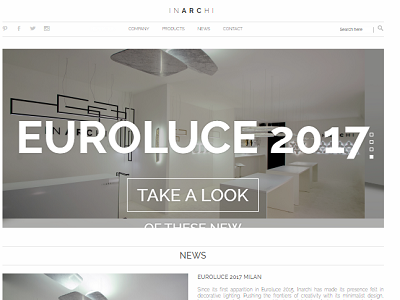 INARCHI
COMPANY PRODUCTS NEWS CONTACT Search here
INARCHI
EUROLUCE 2017.
TAKE A LOOK
OF THESE NEW
NEWS
EUROLUCE 2017 MILAN
Since its first apparition in Euroluce 2005, Inarchi has made its presence felt in
decorative lighting. Pushing the frontiers of creativity with its minimalist design,